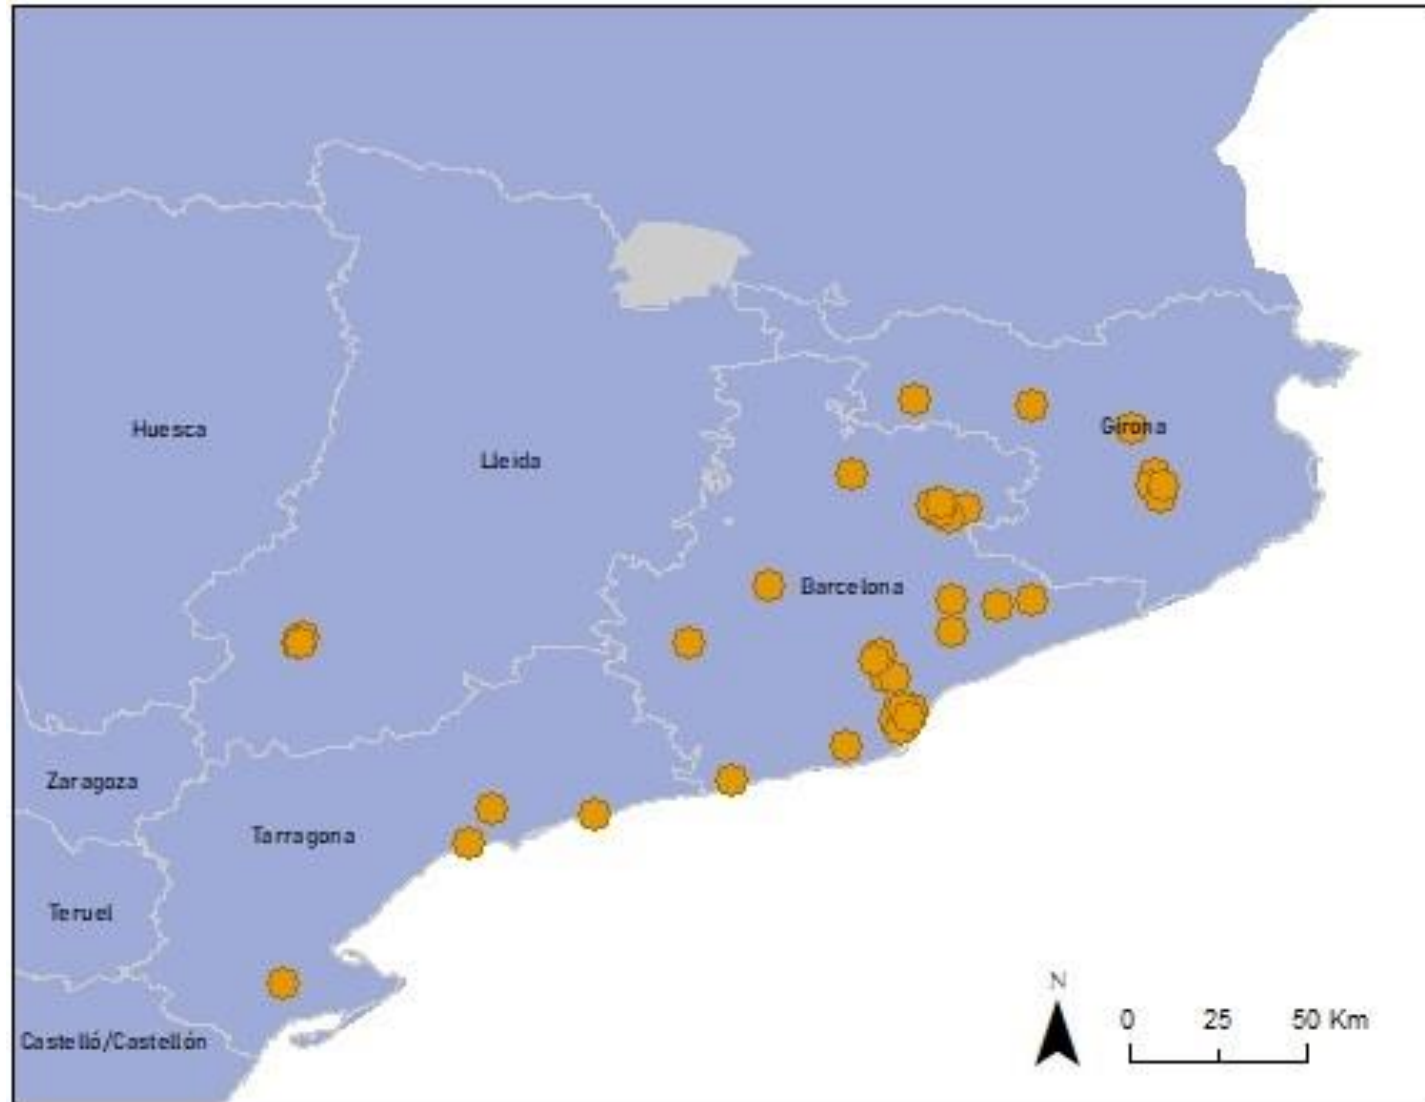 Huesca
Lleida
Girona
Barcelona
Zaragoza
Tarragona
Teruel
Castelló/Castellón
N
0 25 50 Km